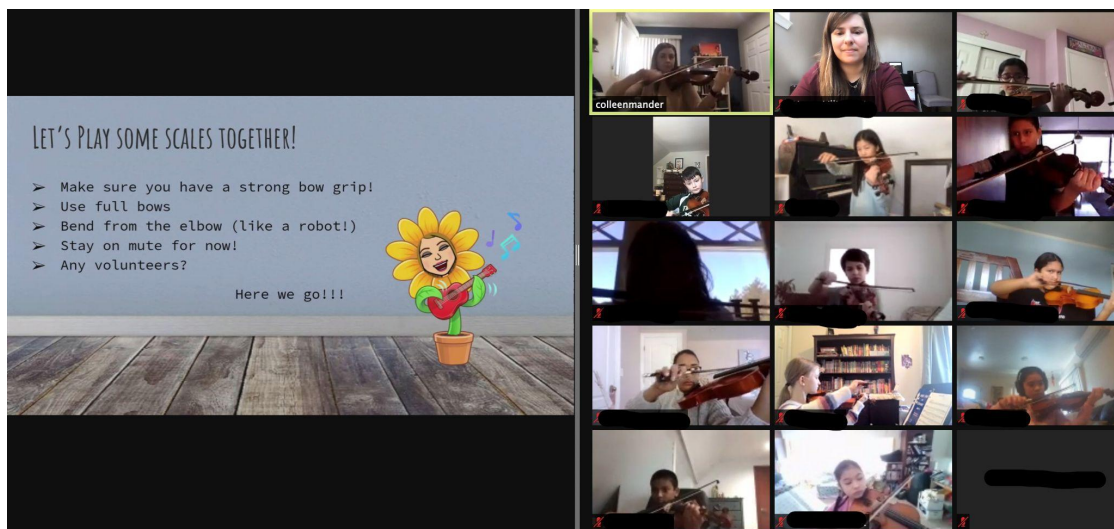 LET'S PLAY SOME SCALES TOGETHER!
➢ Make sure you have a strong bow grip!
➢ Use full bows
➢ Bend from the elbow (like a robot!)
➢ Stay on mute for now!
➢ Any volunteers?
Here we go!!!
colleenmander